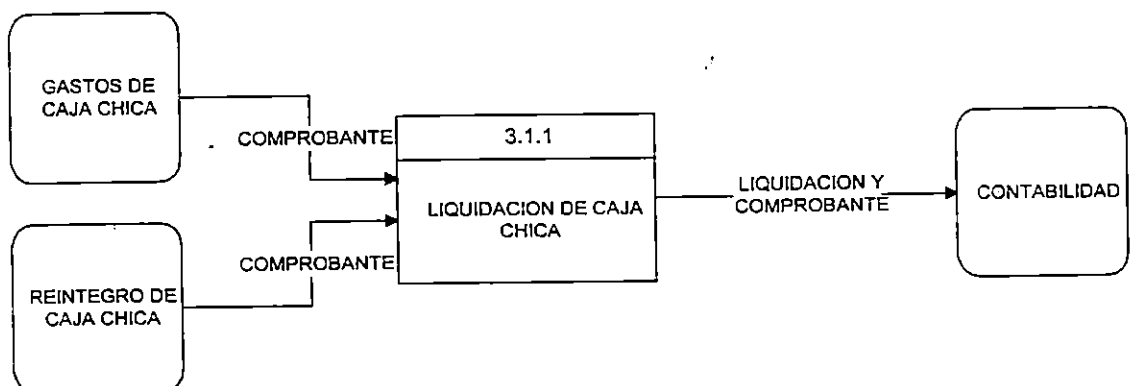 GASTOS DE
CAJA CHICA
COMPROBANTE
3.1.1
LIQUIDACION DE CAJA
CHICA
LIQUIDACION Y
COMPROBANTE
CONTABILIDAD
COMPROBANTE
REINTEGRO DE
CAJA CHICA